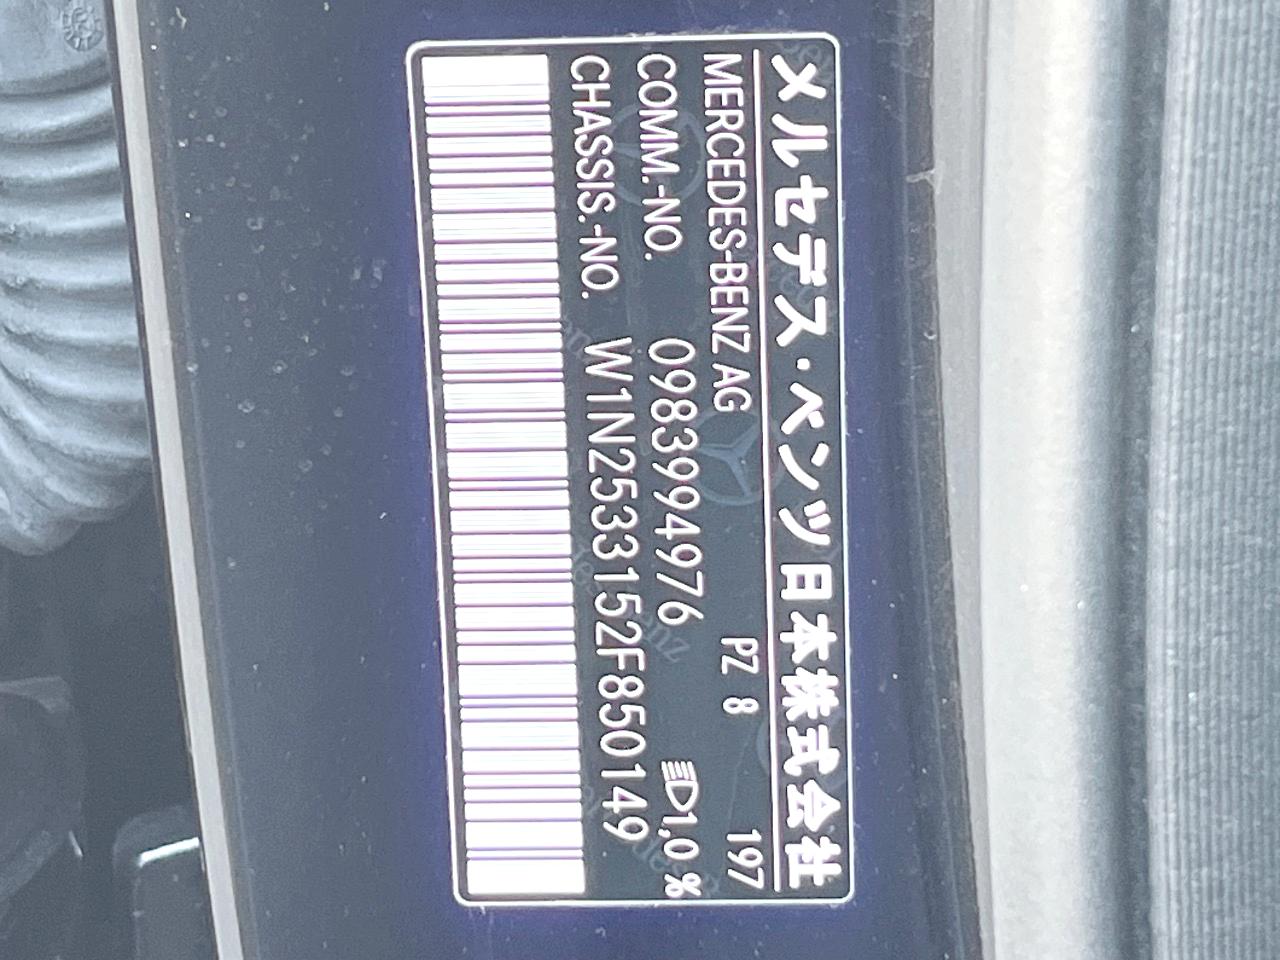 メルセデス・ベンツ日本株式会社
MERCEDES-BENZ AG PZ 8 197
COMM.-NO. 0983994976 1,0 %
CHASSIS.-NO. W1N2533152F850149